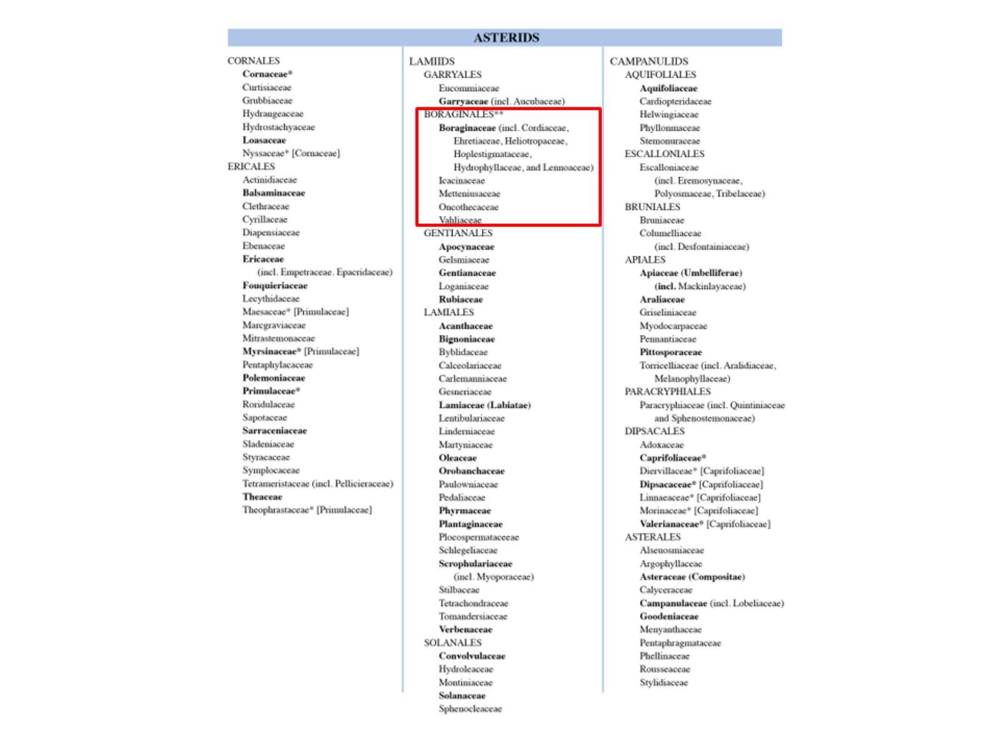 ASTERIDS
CORNALES
Cornaceae*
Curtisiaceae
Grubbiaceae
Hydrangeaceae
Hydrostachyaceae
Loasaceae
Nyssaceae* [Cornaceae]
ERICALES
Actinidiaceae
Balsaminaceae
Clethraceae
Cyrillaceae
Diapensiaceae
Ebenaceae
Ericaceae
(incl. Empetraceae. Epacridaceae)
Fouquieriaceae
Lecythidaceae
Maesaceae* [Primulaceae]
Marcgraviaceae
Mitrastemonaceae
Myrsinaceae* [Primulaceae]
Pentaphylacaceae
Polemoniaceae
Primulaceae*
Roridulaceae
Sapotaceae
Sarraceniaceae
Sladeniaceae
Styracaceae
Symplocaceae
Tetrameristaceae (incl. Pellicieraceae)
Theaceae
Theophrastaceae* [Primulaceae]
LAMIIDS
GARRYALES
Eucommiaceae
Garryaceae (incl. Aucubaceae)
BORAGINALES**
Boraginaceae (incl. Cordiaceae,
Ehretiaceae, Heliotropaceae,
Hoplestigmataceae,
Hydrophyllaceae, and Lennoaceae)
Icacinaceae
Metteniusaceae
Oncothecaceae
Vahliaceae
GENTIANALES
Apocynaceae
Gelsmiaceae
Gentianaceae
Loganiaceae
Rubiaceae
LAMIALES
Acanthaceae
Bignoniaceae
Byblidaceae
Calceolariaceae
Carlemanniaceae
Gesneriaceae
Lamiaceae (Labiatae)
Lentibulariaceae
Linderniaceae
Martyniaceae
Oleaceae
Orobanchaceae
Paulowniaceae
Pedaliaceae
Phyrmaceae
Plantaginaceae
Plocospermataceeae
Schlegeliaceae
Scrophulariaceae
(incl. Myoporaceae)
Stilbaceae
Tetrachondraceae
Tomandersiaceae
Verbenaceae
SOLANALES
Convolvulaceae
Hydroleaceae
Montiniaceae
Solanaceae
Sphenocleaceae
CAMPANULIDS
AQUIFOLIALES
Aquifoliaceae
Cardiopteridaceae
Helwingiaceae
Phyllonmaceae
Stemonuraceae
ESCALLONIALES
Escalloniaceae
(incl. Eremosynaceae,
Polyosmaceae, Tribelaceae)
BRUNIALES
Bruniaceae
Columelliaceae
(incl. Desfontainiaceae)
APIALES
Apiaceae (Umbelliferae)
(incl. Mackinlayaceae)
Araliaceae
Griseliniaceae
Myodocarpaceae
Pennantiaceae
Pittosporaceae
Torricelliaceae (incl. Aralidiaceae,
Melanophyllaceae)
PARACRYPHIALES
Paracryphiaceae (incl. Quintiniaceae
and Sphenostemonaceae)
DIPSACALES
Adoxaceae
Caprifoliaceae*
Diervillaceae* [Caprifoliaceae]
Dipsacaceae* [Caprifoliaceae]
Linnaeaceae* [Caprifoliaceae]
Morinaceae* [Caprifoliaceae]
Valerianaceae* [Caprifoliaceae]
ASTERALES
Alseuosmiaceae
Argophyllaceae
Asteraceae (Compositae)
Calyceraceae
Campanulaceae (incl. Lobeliaceae)
Goodeniaceae
Menyanthaceae
Pentaphragmataceae
Phellinaceae
Rousseaceae
Stylidiaceae